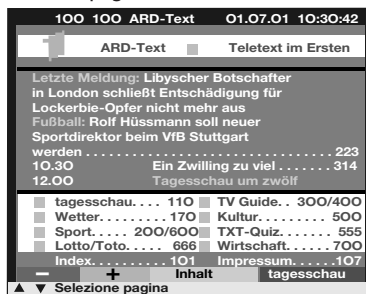 100 100 ARD-Text 01.07.01 10:30:42
ARD-Text Teletext im Ersten
Letzte Meldung: Libyscher Botschafter
in London schließt Entschädigung für
Lockerbie-Opfer nicht mehr aus
Fußball: Rolf Hüssmann soll neuer
Sportdirektor beim VfB Stuttgart
werden . . . . . . . . . . . . . . . . . . . . . . . . . . . . . . . 223
10.30 Ein Zwilling zu viel . . . . . . . 314
12.00 Tagesschau um zwölf
tagesschau. . . . 110 TV Guide. . 300/400
Wetter. . . . . . . . 170 Kultur. . . . . . . . . 500
Sport. . . . . 200/600 TXT-Quiz. . . . . . 555
Lotto/Toto. . . . 666 Wirtschaft. . . . . . 700
Index. . . . . . . . . . 101 Impressum. . . . . .107
− + Inhalt tagesschau
▲ ▼ Selezione pagina